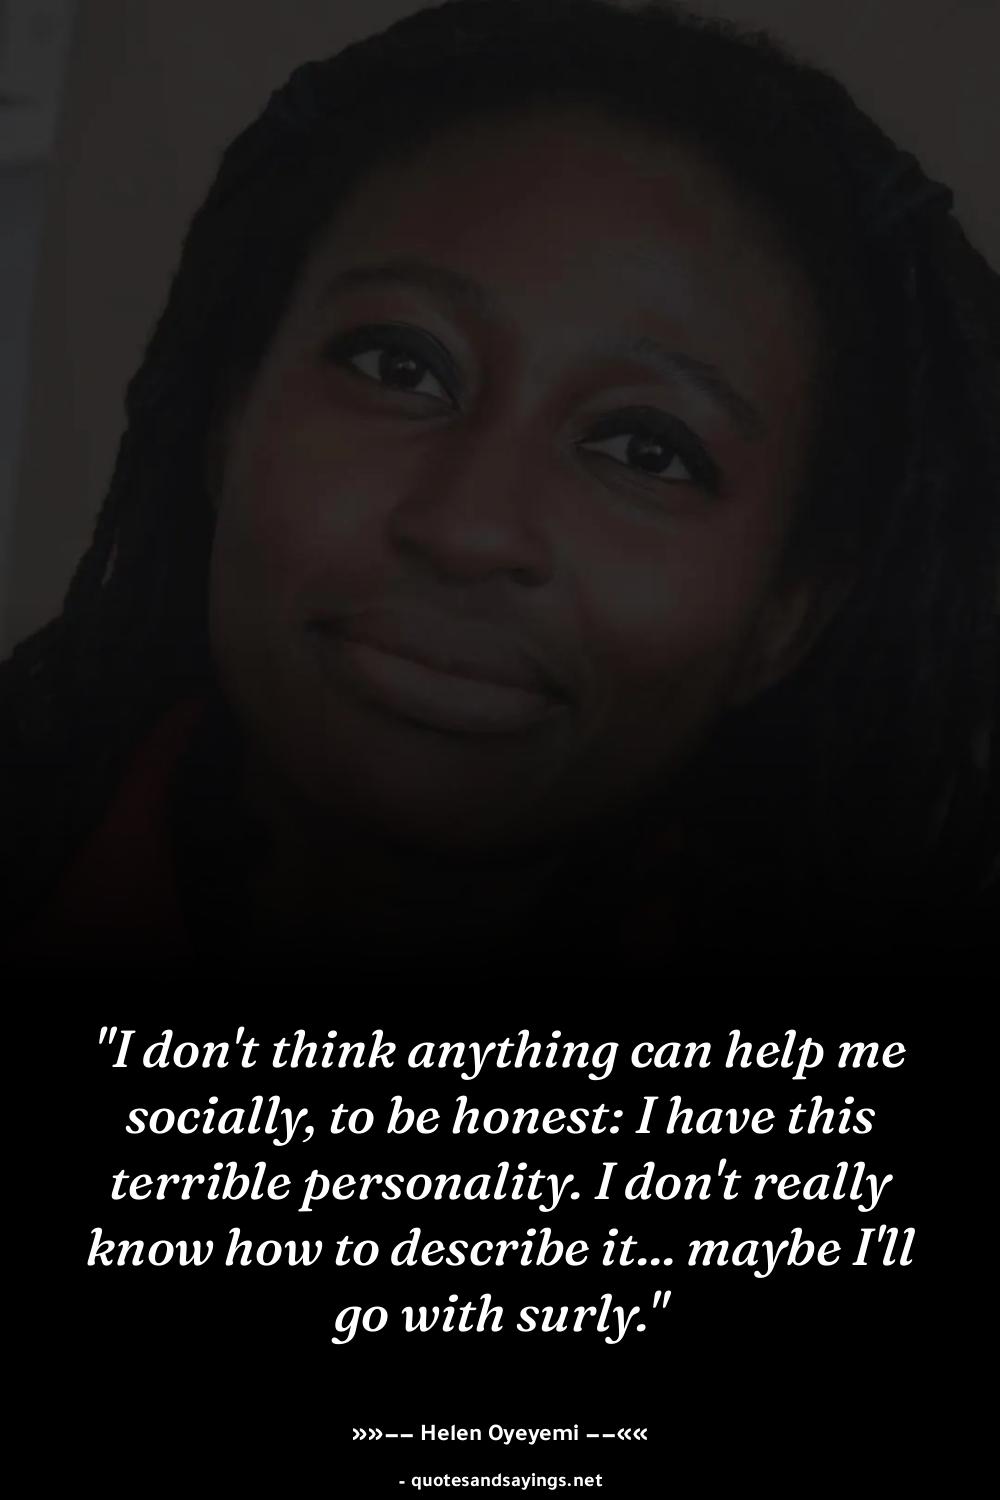 "I don't think anything can help me
socially, to be honest: I have this
terrible personality. I don't really
know how to describe it... maybe I'll
go with surly."
»»−− Helen Oyeyemi −−««
- quotesandsayings.net